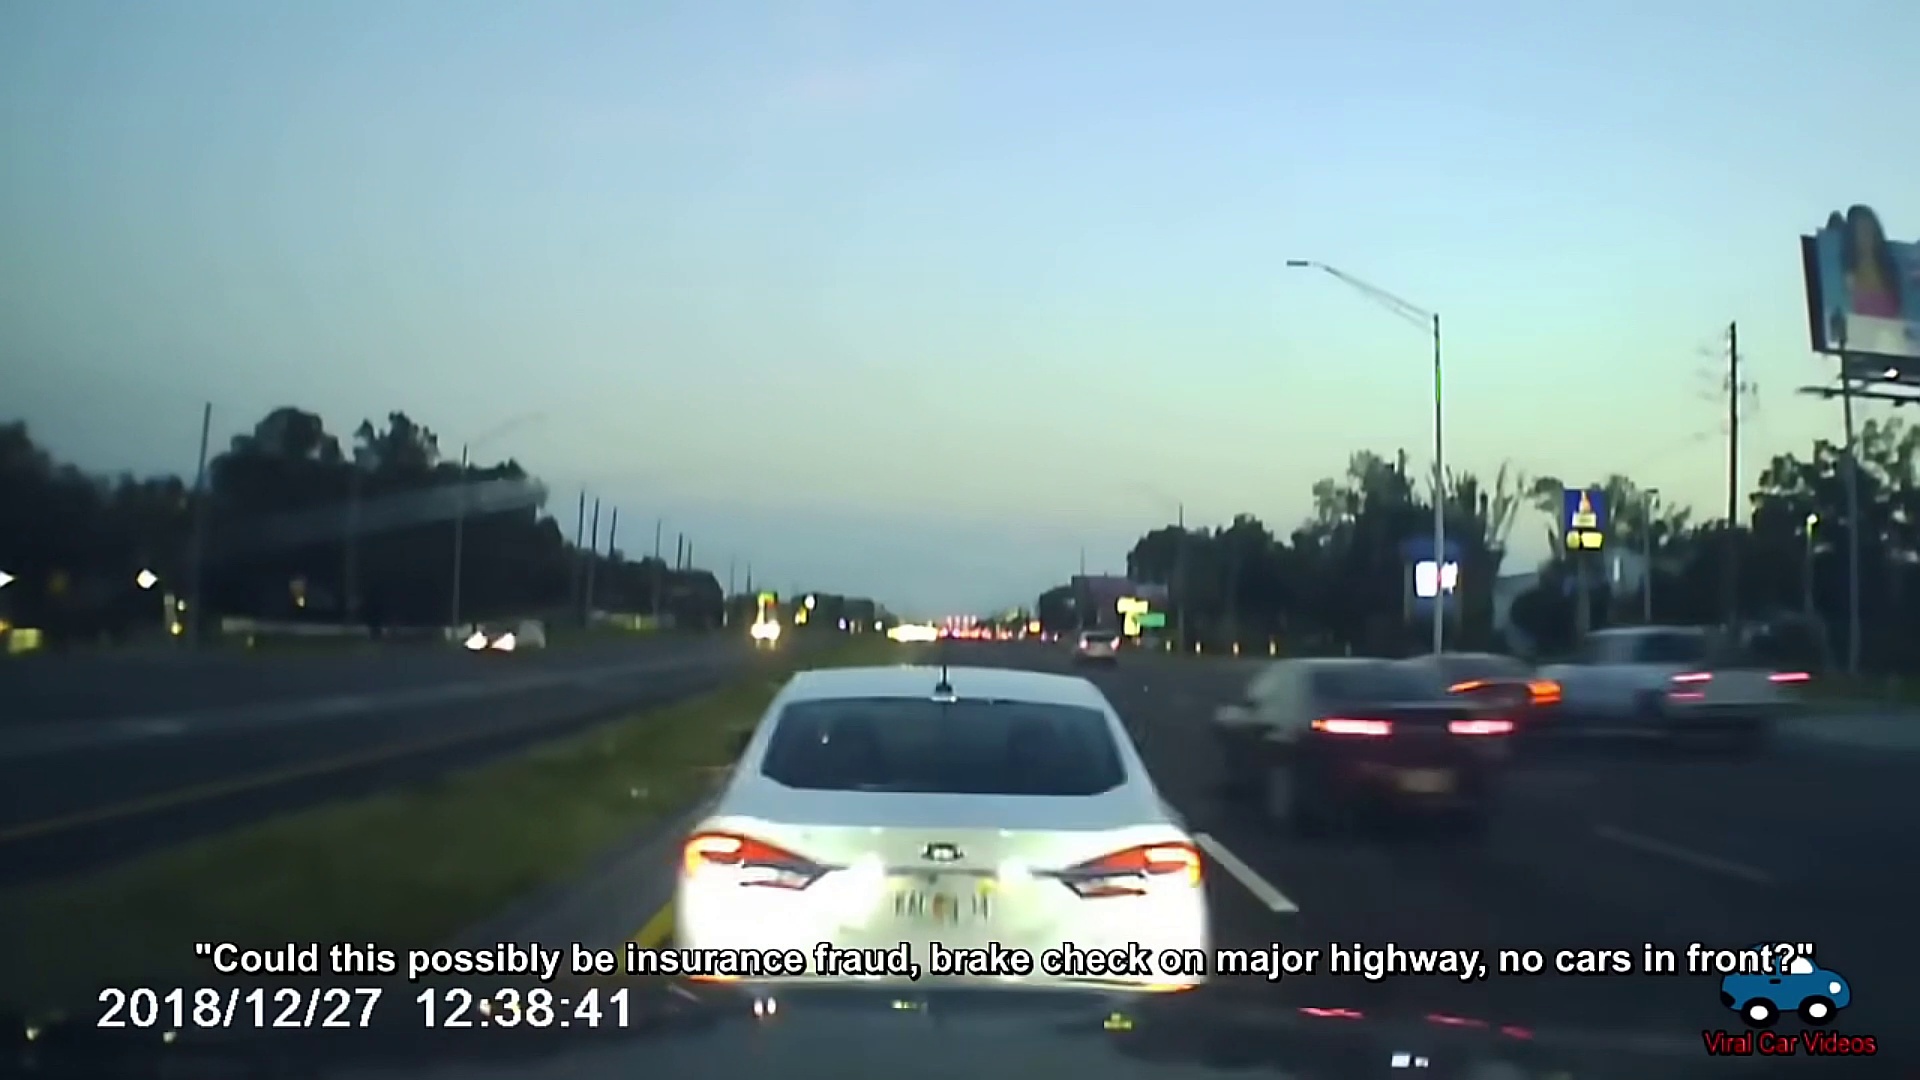 "Could this possibly be insurance fraud, brake check on major highway, no cars in front?"
2018/12/27 12:38:41
Viral Car Videos